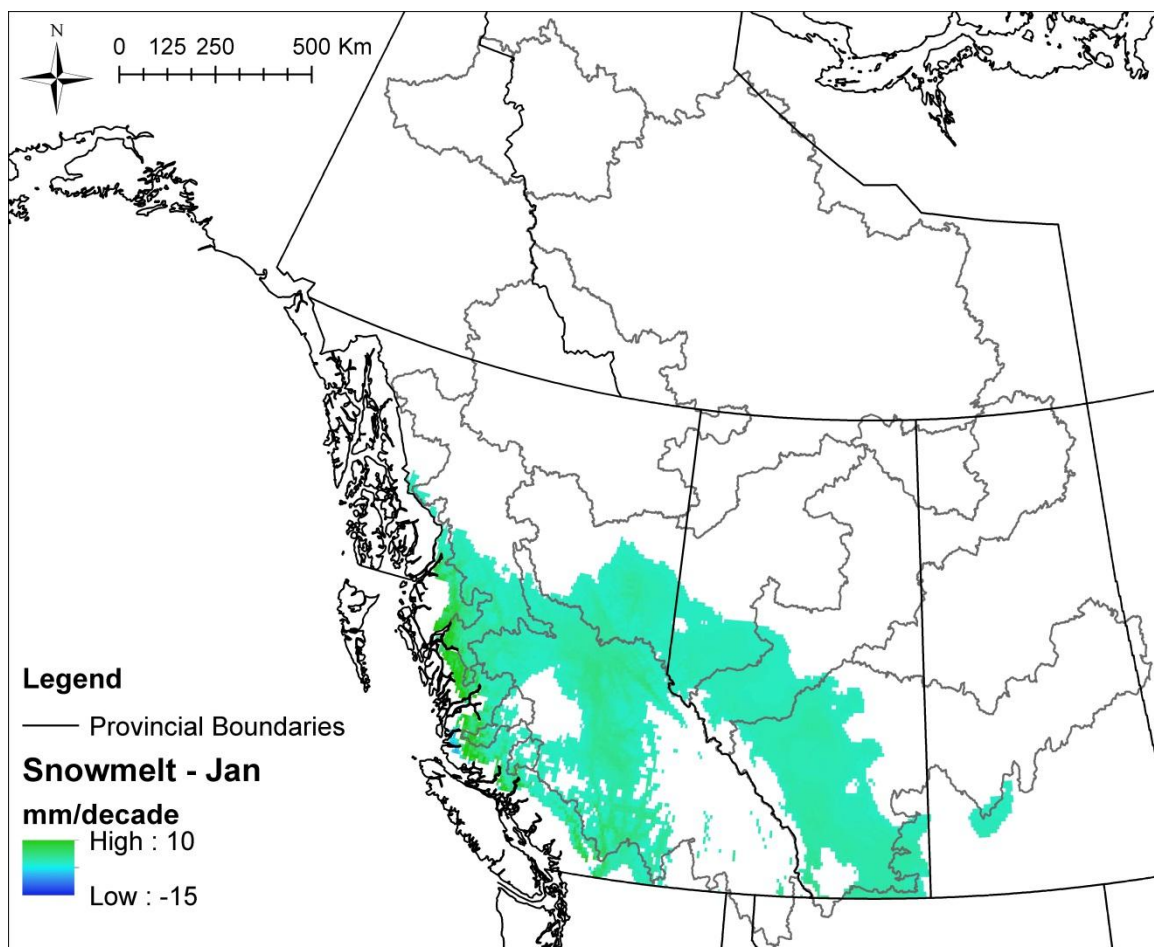 N
0 125 250 500 Km
Legend
Provincial Boundaries
Snowmelt - Jan
mm/decade
High : 10
Low : -15